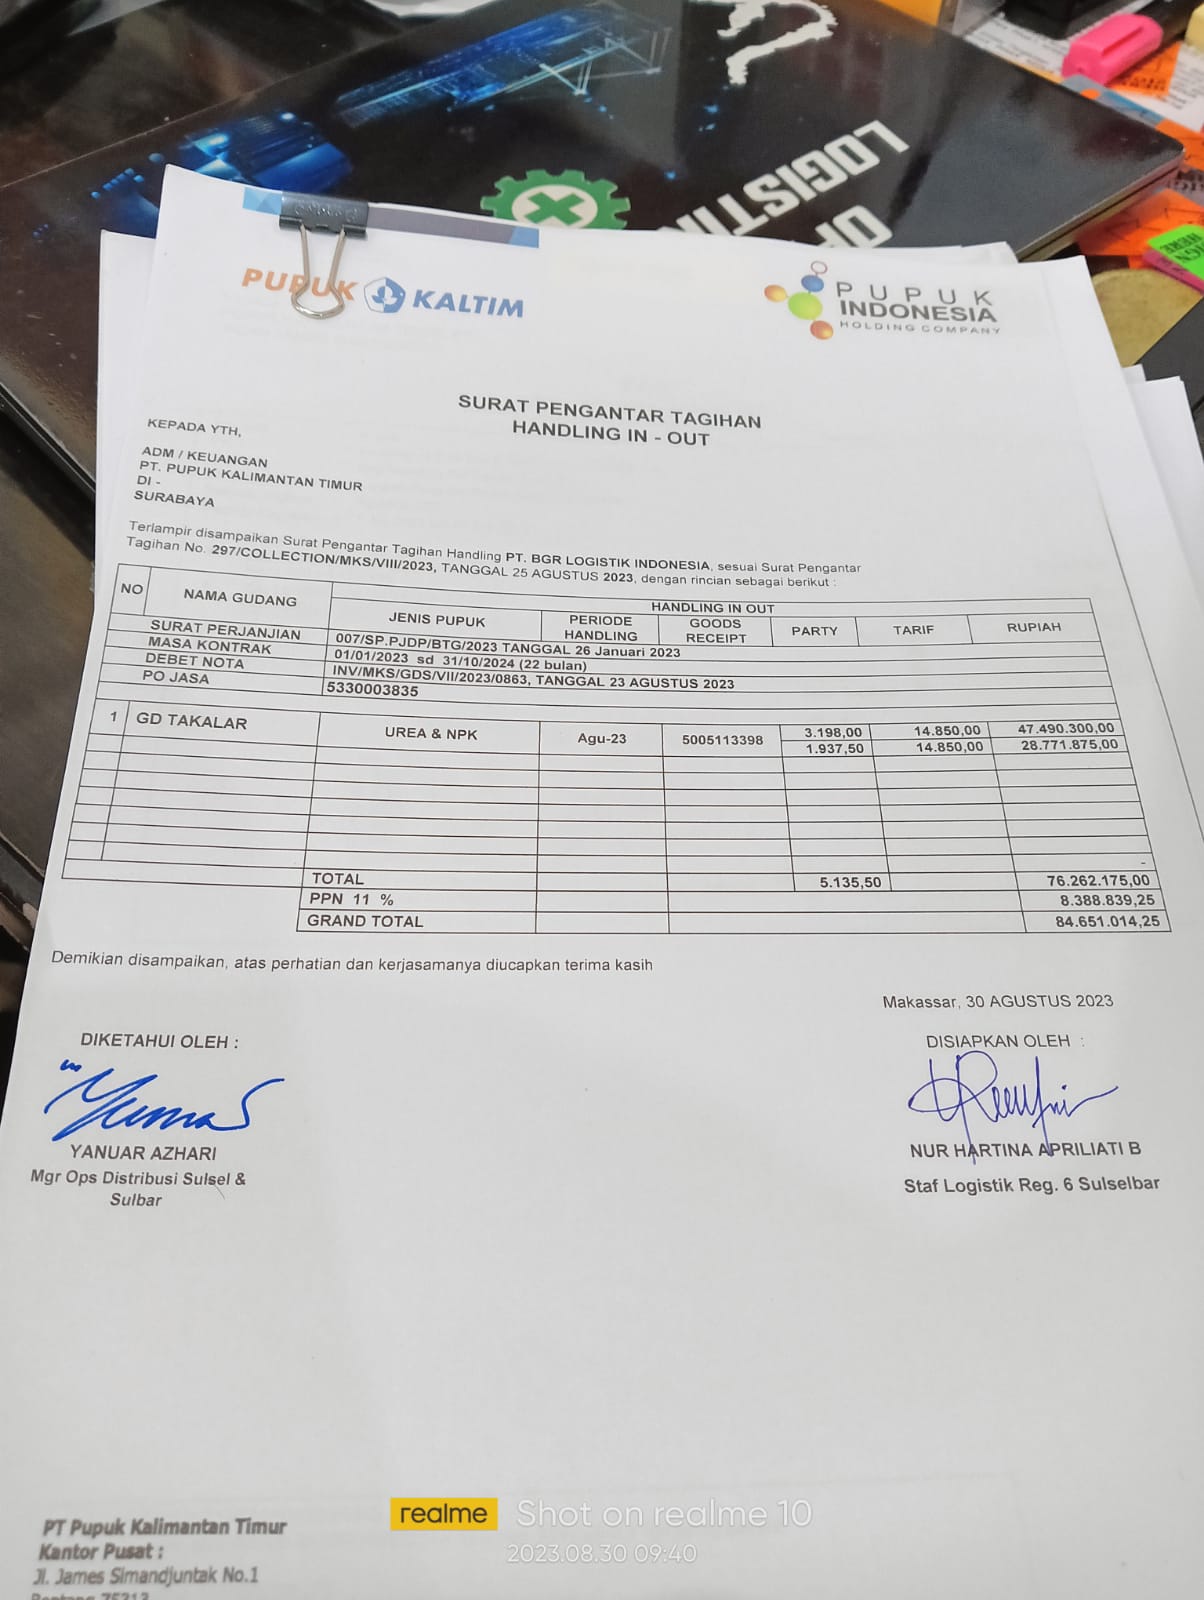 LOGISTI
OF
PUPUK KALTIM
PUPUK
INDONESIA
HOLDING COMPANY
SURAT PENGANTAR TAGIHAN
HANDLING IN - OUT
KEPADA YTH,
ADM / KEUANGAN
PT. PUPUK KALIMANTAN TIMUR
DI -
SURABAYA
Terlampir disampaikan Surat Pengantar Tagihan Handling PT. BGR LOGISTIK INDONESIA, sesuai Surat Pengantar
Tagihan No. 297/COLLECTION/MKS/VIII/2023, TANGGAL 25 AGUSTUS 2023, dengan rincian sebagai berikut :
NO NAMA GUDANG HANDLING IN OUT
JENIS PUPUK PERIODE HANDLING GOODS RECEIPT PARTY TARIF RUPIAH
SURAT PERJANJIAN 007/SP.PJDP/BTG/2023 TANGGAL 26 Januari 2023
MASA KONTRAK 01/01/2023 sd 31/10/2024 (22 bulan)
DEBET NOTA INV/MKS/GDS/VII/2023/0863, TANGGAL 23 AGUSTUS 2023
PO JASA 5330003835
1 GD TAKALAR UREA & NPK Agu-23 5005113398 3.198,00 14.850,00 47.490.300,00
1.937,50 14.850,00 28.771.875,00
-
TOTAL 5.135,50 76.262.175,00
PPN 11 % 8.388.839,25
GRAND TOTAL 84.651.014,25
Demikian disampaikan, atas perhatian dan kerjasamanya diucapkan terima kasih
Makassar, 30 AGUSTUS 2023
DIKETAHUI OLEH :
DISIAPKAN OLEH :
YANUAR AZHARI
Mgr Ops Distribusi Sulsel &
Sulbar
NUR HARTINA APRILIATI B
Staf Logistik Reg. 6 Sulselbar
PT Pupuk Kalimantan Timur
Kantor Pusat :
Jl. James Simandjuntak No.1
Bontang 75313
realme Shot on realme 10
2023.08.30 09:40